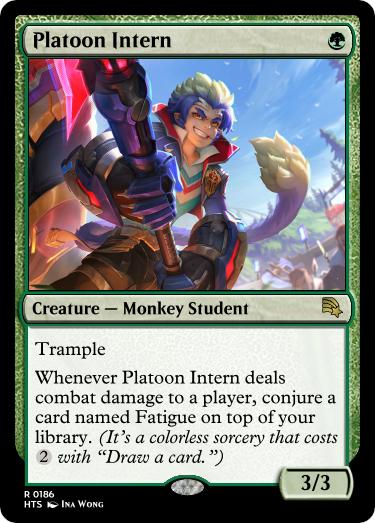 Platoon Intern
Creature — Monkey Student
Trample
Whenever Platoon Intern deals
combat damage to a player, conjure a
card named Fatigue on top of your
library. (It's a colorless sorcery that costs
2 with “Draw a card.”)
3/3
R 0186
HTS Ina Wong